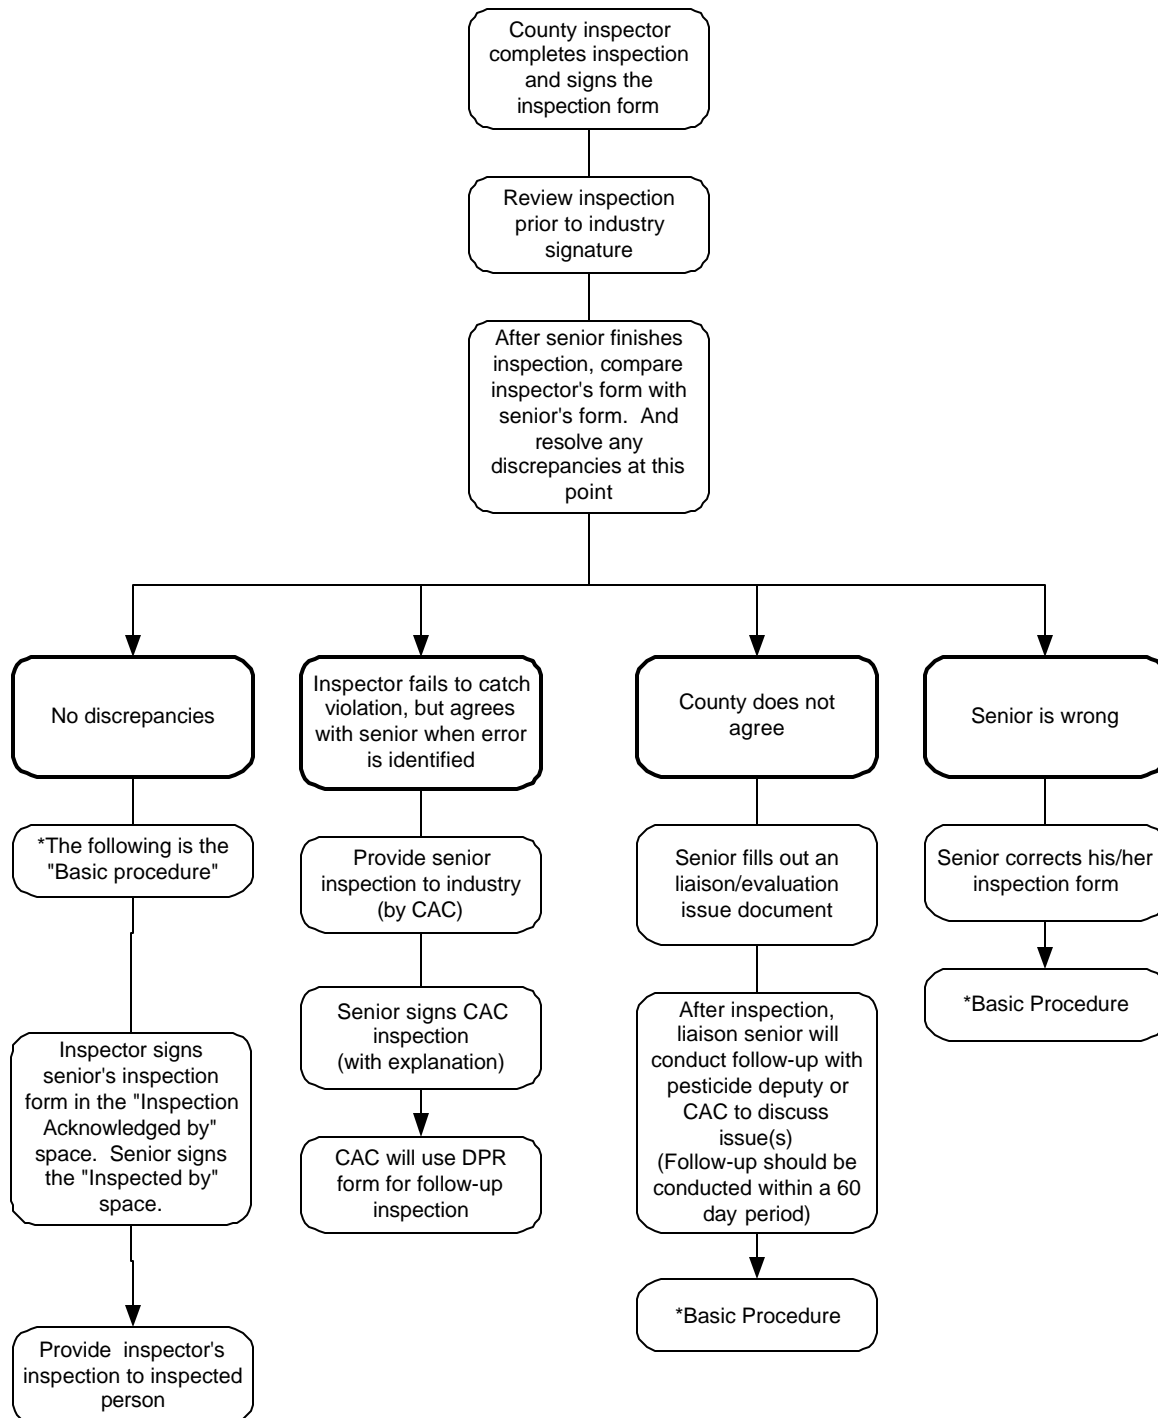 County inspector
completes inspection
and signs the
inspection form
Review inspection
prior to industry
signature
After senior finishes
inspection, compare
inspector's form with
senior's form.  And
resolve any
discrepancies at this
point
No discrepancies
*The following is the
"Basic procedure"
Inspector signs
senior's inspection
form in the "Inspection
Acknowledged by"
space.  Senior signs
the "Inspected by"
space.
Provide  inspector's
inspection to inspected
person
Inspector fails to catch
violation, but agrees
with senior when error
is identified
Provide senior
inspection to industry
(by CAC)
Senior signs CAC
inspection
(with explanation)
CAC will use DPR
form for follow-up
inspection
County does not
agree
Senior fills out an
liaison/evaluation
issue document
After inspection,
liaison senior will
conduct follow-up with
pesticide deputy or
CAC to discuss
issue(s)
(Follow-up should be
conducted within a 60
day period)
*Basic Procedure
Senior is wrong
Senior corrects his/her
inspection form
*Basic Procedure